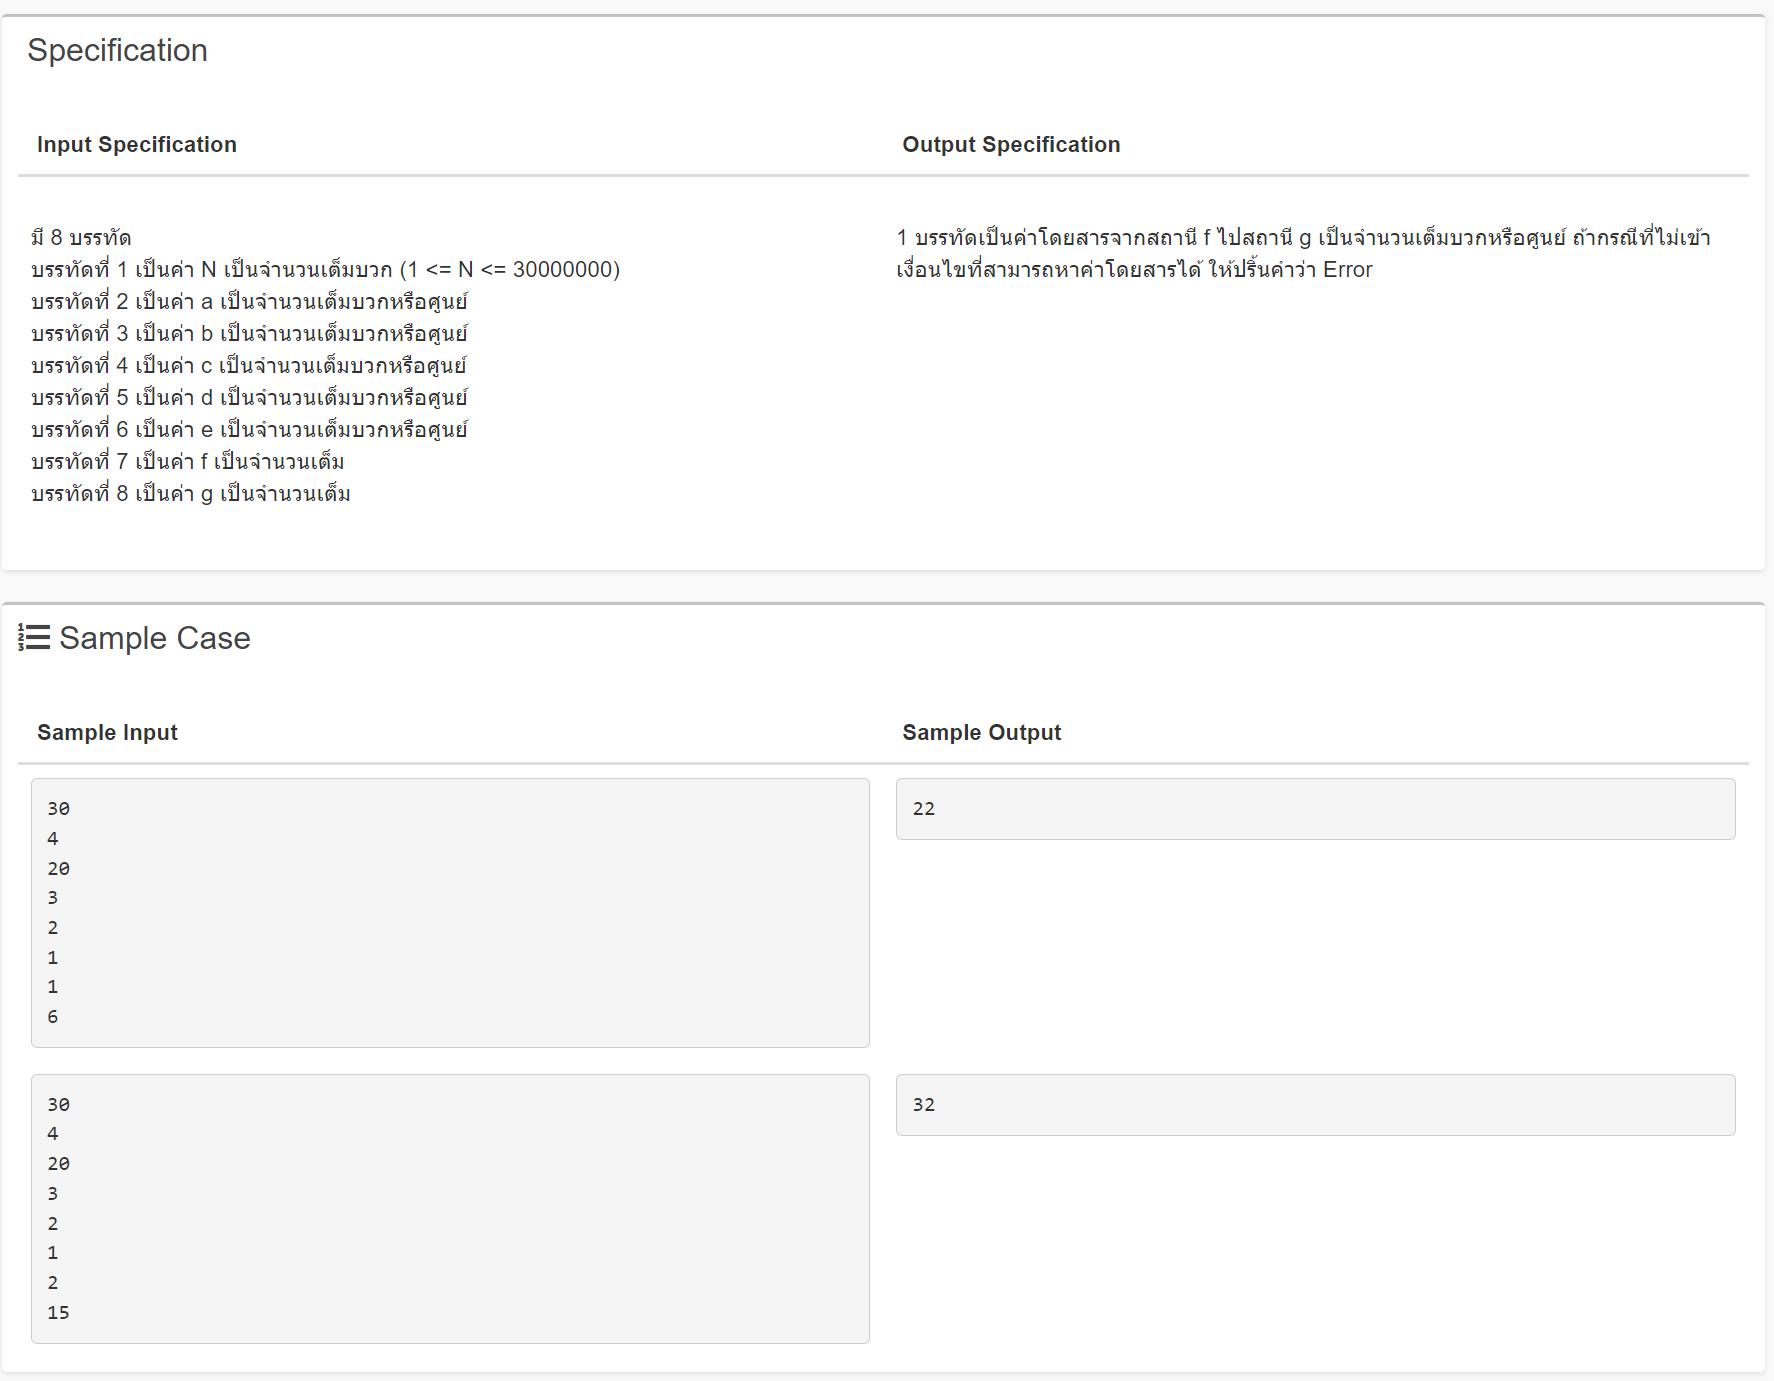 Specification
Input Specification
Output Specification
มี 8 บรรทัด
บรรทัดที่ 1 เป็นค่า N เป็นจำนวนเต็มบวก (1 <= N <= 30000000)
บรรทัดที่ 2 เป็นค่า a เป็นจำนวนเต็มบวกหรือศูนย์
บรรทัดที่ 3 เป็นค่า b เป็นจำนวนเต็มบวกหรือศูนย์
บรรทัดที่ 4 เป็นค่า c เป็นจำนวนเต็มบวกหรือศูนย์
บรรทัดที่ 5 เป็นค่า d เป็นจำนวนเต็มบวกหรือศูนย์
บรรทัดที่ 6 เป็นค่า e เป็นจำนวนเต็มบวกหรือศูนย์
บรรทัดที่ 7 เป็นค่า f เป็นจำนวนเต็ม
บรรทัดที่ 8 เป็นค่า g เป็นจำนวนเต็ม
1 บรรทัดเป็นค่าโดยสารจากสถานี f ไปสถานี g เป็นจำนวนเต็มบวกหรือศูนย์ ถ้ากรณีที่ไม่เข้า
เงื่อนไขที่สามารถหาค่าโดยสารได้ ให้ปริ้นคำว่า Error
Sample Case
Sample Input
Sample Output
30
4
20
3
2
1
1
6
22
30
4
20
3
2
1
2
15
32